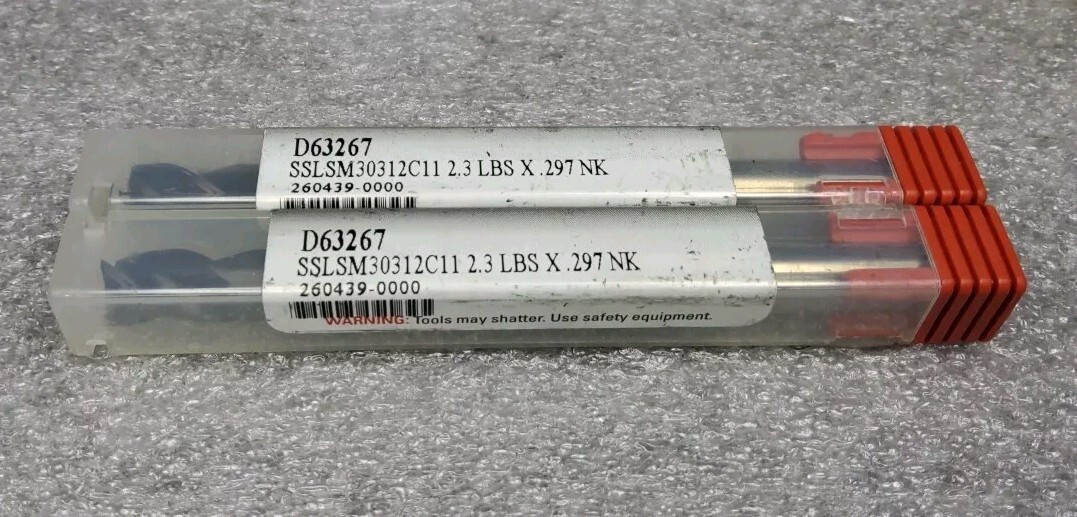 D63267
SSLSM30312C11 2.3 LBS X .297 NK
260439-0000
D63267
SSLSM30312C11 2.3 LBS X .297 NK
260439-0000
WARNING: Tools may shatter. Use safety equipment.